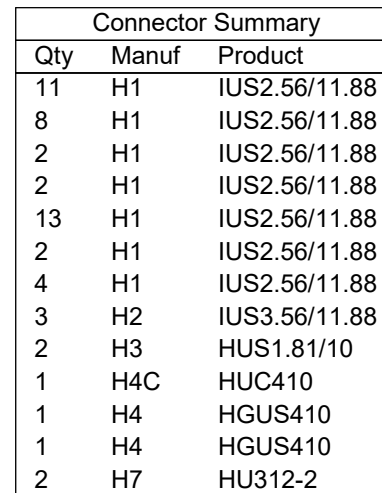 Connector Summary
Qty Manuf Product
11 H1 IUS2.56/11.88
8 H1 IUS2.56/11.88
2 H1 IUS2.56/11.88
2 H1 IUS2.56/11.88
13 H1 IUS2.56/11.88
2 H1 IUS2.56/11.88
4 H1 IUS2.56/11.88
3 H2 IUS3.56/11.88
2 H3 HUS1.81/10
1 H4C HUC410
1 H4 HGUS410
1 H4 HGUS410
2 H7 HU312-2